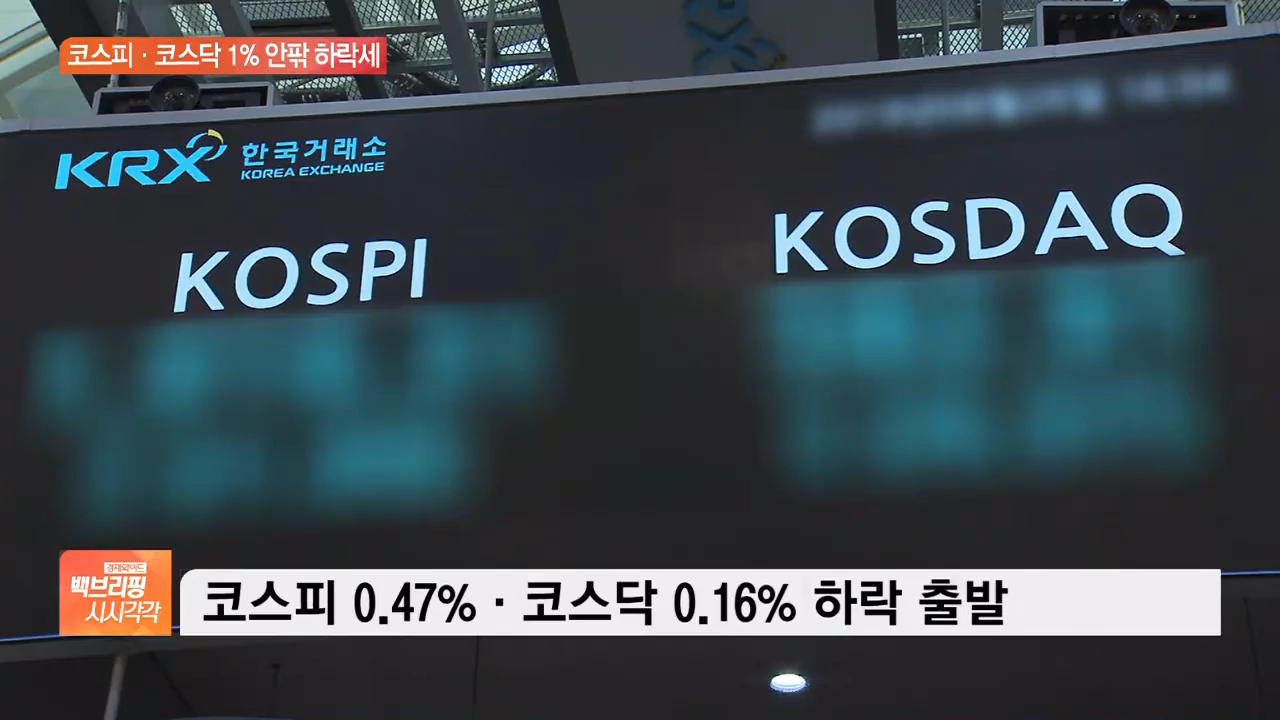 코스피 · 코스닥 1% 안팎 하락세
KRX 한국거래소
KOREA EXCHANGE
KOSPI
KOSDAQ
경제와이드
백브리핑
시시각각
코스피 0.47% · 코스닥 0.16% 하락 출발